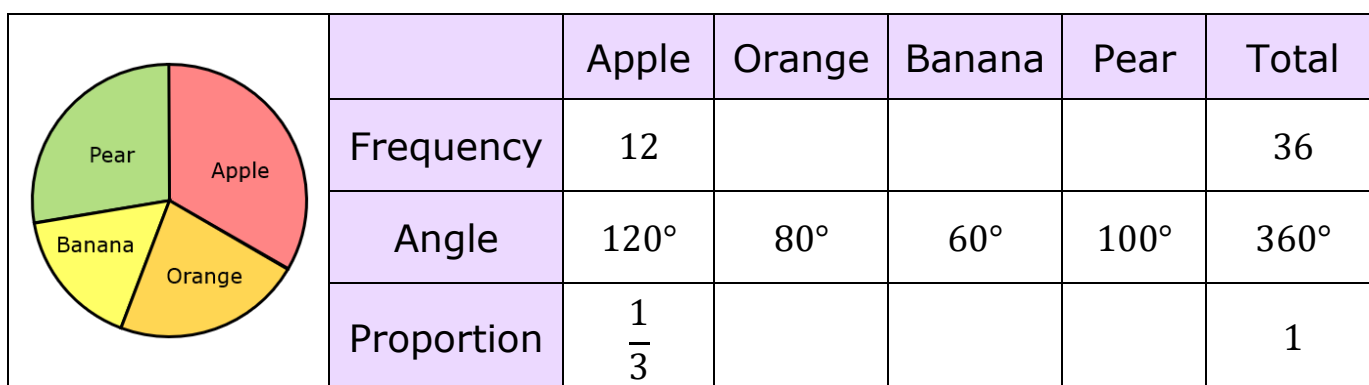 Pear
Apple
Banana
Orange
Apple Orange Banana Pear Total
Frequency 12 36
Angle 120° 80° 60° 100° 360°
Proportion 1/3 1